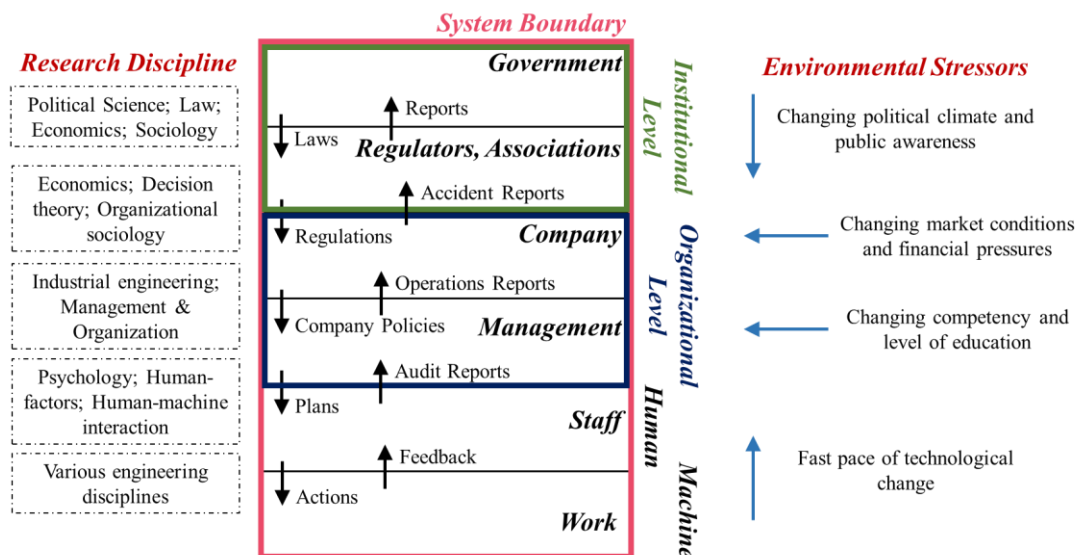 System Boundary
Research Discipline
Environmental Stressors
Political Science; Law;
Economics; Sociology
Economics; Decision
theory; Organizational
sociology
Industrial engineering;
Management &
Organization
Psychology; Human-
factors; Human-machine
interaction
Various engineering
disciplines
Government
Reports
Laws
Regulators, Associations
Accident Reports
Regulations
Company
Operations Reports
Company Policies
Management
Audit Reports
Plans
Staff
Feedback
Actions
Work
Institutional
Level
Organizational
Level
Human
Machine
Changing political climate and
public awareness
Changing market conditions
and financial pressures
Changing competency and
level of education
Fast pace of technological
change